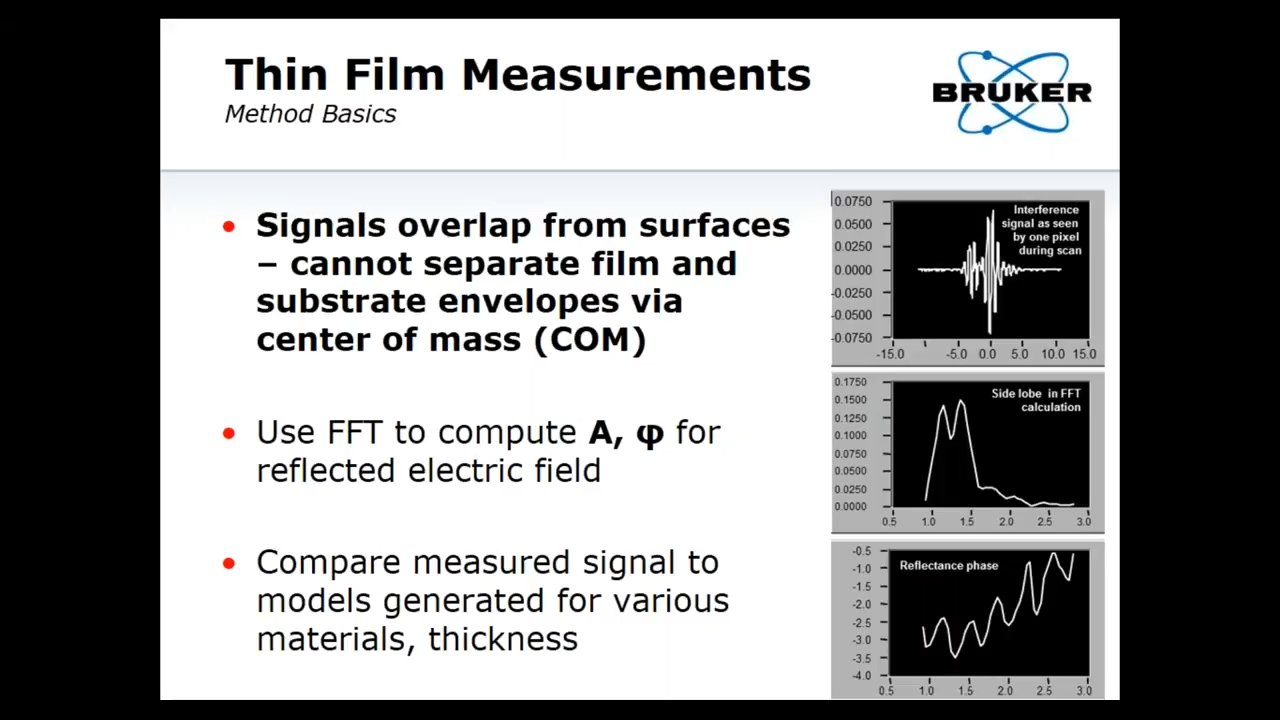 Thin Film Measurements
Method Basics
BRUKER
• Signals overlap from surfaces
– cannot separate film and
substrate envelopes via
center of mass (COM)
• Use FFT to compute A, φ for
reflected electric field
• Compare measured signal to
models generated for various
materials, thickness
0.0750
0.0500
0.0250
0.0000
-0.0250
-0.0500
-0.0750
Interference
signal as seen
by one pixel
during scan
-15.0 -5.0 0.0 5.0 10.0 15.0
0.1750
0.1500
0.1250
0.1000
0.0750
0.0500
0.0250
0.0000
Side lobe in FFT
calculation
0.5 1.0 1.5 2.0 2.5 3.0
-0.5
-1.0
-1.5
-2.0
-2.5
-3.0
-3.5
-4.0
Reflectance phase
0.5 1.0 1.5 2.0 2.5 3.0